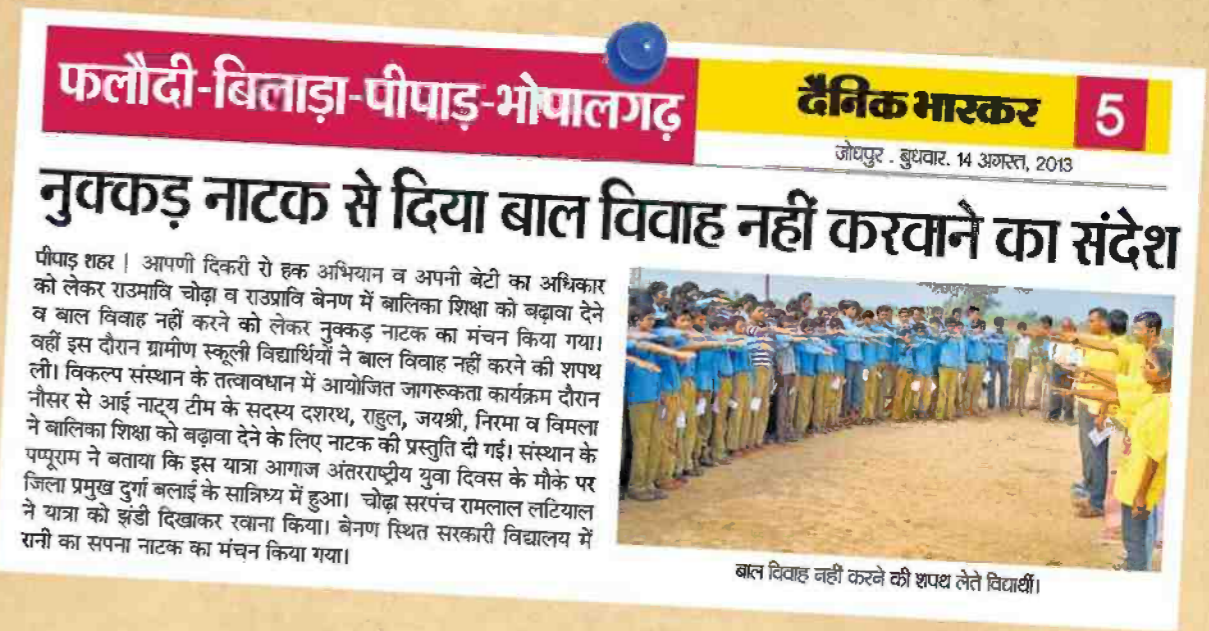 फलौदी-बिलाड़ा-पीपाड़-भोपालगढ़
दैनिक भास्कर 5
जोधपुर . बुधवार. 14 अगस्त, 2013
नुक्कड़ नाटक से दिया बाल विवाह नहीं करवाने का संदेश
पीपाड़ शहर | आपणी दिकरी रो हक अभियान व अपनी बेटी का अधिकार
को लेकर राउमावि चोढ़ा व राउप्रावि बेनण में बालिका शिक्षा को बढ़ावा देने
व बाल विवाह नहीं करने को लेकर नुक्कड़ नाटक का मंचन किया गया।
वहीं इस दौरान ग्रामीण स्कूली विद्यार्थियों ने बाल विवाह नहीं करने की शपथ
ली। विकल्प संस्थान के तत्वावधान में आयोजित जागरूकता कार्यक्रम दौरान
नौसर से आई नाट्य टीम के सदस्य दशरथ, राहुल, जयश्री, निरमा व विमला
ने बालिका शिक्षा को बढ़ावा देने के लिए नाटक की प्रस्तुति दी गई। संस्थान के
पप्पूराम ने बताया कि इस यात्रा आगाज अंतरराष्ट्रीय युवा दिवस के मौके पर
जिला प्रमुख दुर्गा बलाई के सान्निध्य में हुआ। चोढ़ा सरपंच रामलाल लटियाल
ने यात्रा को झंडी दिखाकर रवाना किया। बेनण स्थित सरकारी विद्यालय में
रानी का सपना नाटक का मंचन किया गया।
बाल विवाह नहीं करने की शपथ लेते विद्यार्थी।